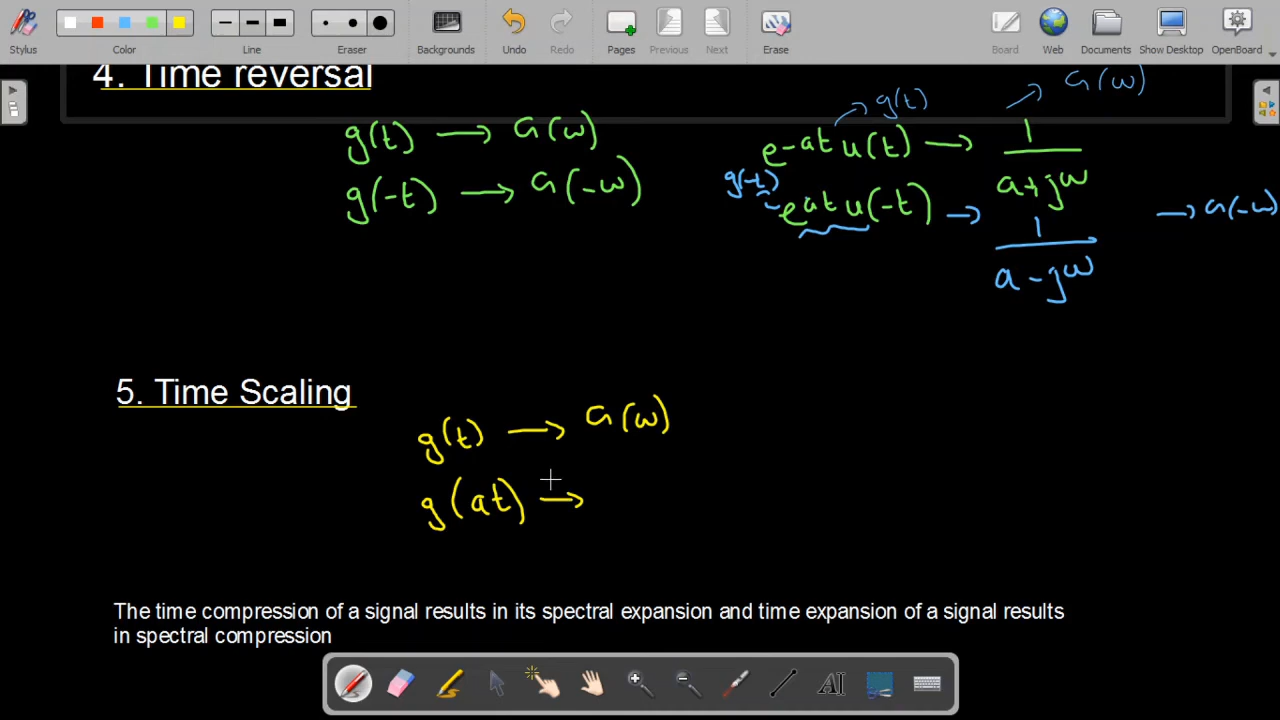 Stylus Color Line Eraser Backgrounds Undo Redo Pages Previous Next Erase Board Web Documents Show Desktop OpenBoard
4. Time reversal
g(t) → G(ω)
g(-t) → G(-ω)
g(t) → G(ω)
e-at u(t) → 1/a+jω
g(-t)
eat u(-t) → 1/a-jω → G(-ω)
5. Time Scaling
g(t) → G(ω)
g(at) →
The time compression of a signal results in its spectral expansion and time expansion of a signal results
in spectral compression